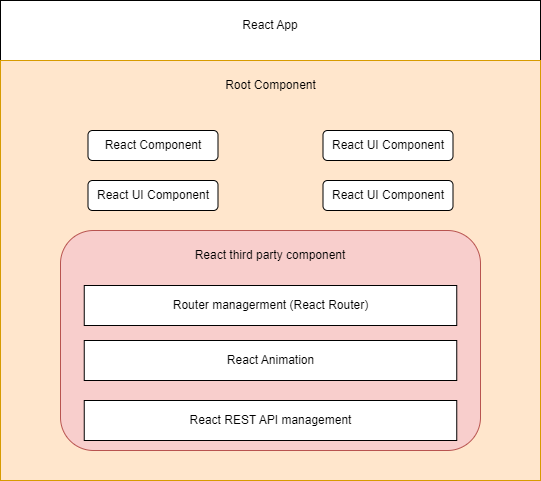 React App
Root Component
React Component
React UI Component
React UI Component
React UI Component
React third party component
Router managerment (React Router)
React Animation
React REST API management